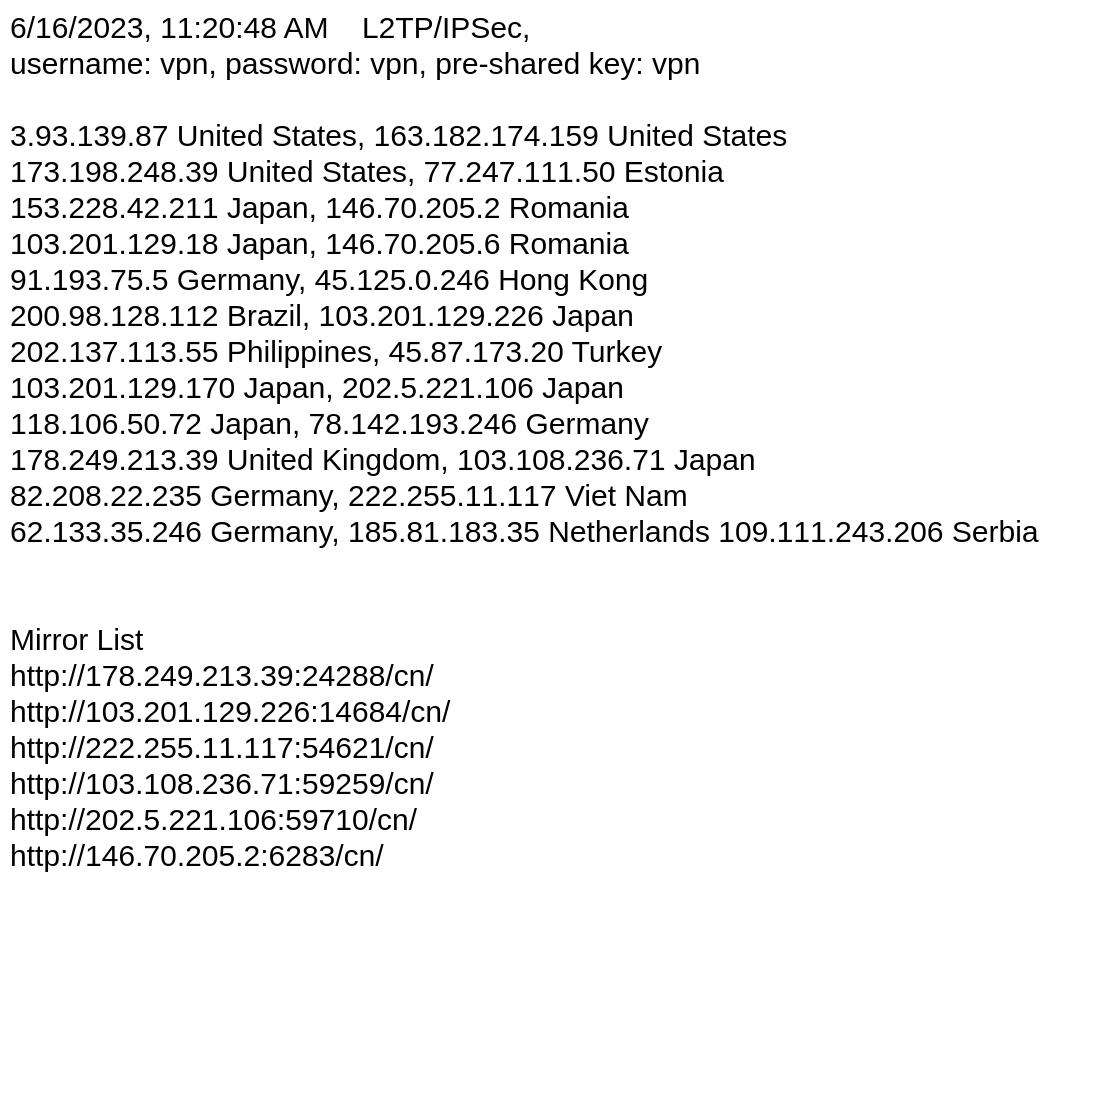 6/16/2023, 11:20:48 AM    L2TP/IPSec,
username: vpn, password: vpn, pre-shared key: vpn
3.93.139.87 United States, 163.182.174.159 United States
173.198.248.39 United States, 77.247.111.50 Estonia
153.228.42.211 Japan, 146.70.205.2 Romania
103.201.129.18 Japan, 146.70.205.6 Romania
91.193.75.5 Germany, 45.125.0.246 Hong Kong
200.98.128.112 Brazil, 103.201.129.226 Japan
202.137.113.55 Philippines, 45.87.173.20 Turkey
103.201.129.170 Japan, 202.5.221.106 Japan
118.106.50.72 Japan, 78.142.193.246 Germany
178.249.213.39 United Kingdom, 103.108.236.71 Japan
82.208.22.235 Germany, 222.255.11.117 Viet Nam
62.133.35.246 Germany, 185.81.183.35 Netherlands 109.111.243.206 Serbia
Mirror List
http://178.249.213.39:24288/cn/
http://103.201.129.226:14684/cn/
http://222.255.11.117:54621/cn/
http://103.108.236.71:59259/cn/
http://202.5.221.106:59710/cn/
http://146.70.205.2:6283/cn/